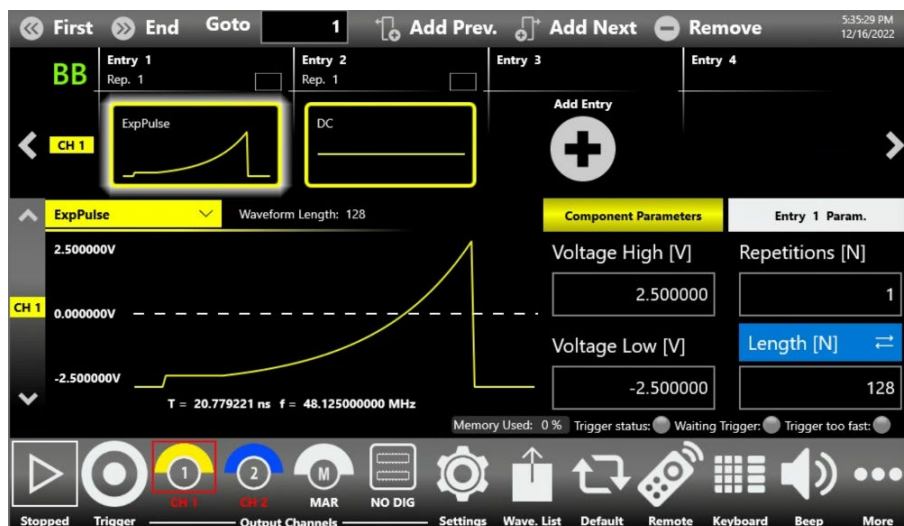 First End Goto 1 Add Prev. Add Next Remove 5:35:29 PM
12/16/2022
BB Entry 1 Entry 2 Entry 3 Entry 4
Rep. 1 Rep. 1
Add Entry
ExpPulse DC
CH 1
ExpPulse Waveform Length: 128 Component Parameters Entry 1 Param.
2.500000V Voltage High [V] Repetitions [N]
2.500000 1
CH 1 0.000000V
Voltage Low [V] Length [N]
-2.500000V -2.500000 128
T = 20.779221 ns f = 48.125000000 MHz
Memory Used: 0 % Trigger status: Waiting Trigger: Trigger too fast:
1 2 M
CH 1 CH 2 MAR NO DIG
Stopped Trigger Output Channels Settings Wave. List Default Remote Keyboard Beep More